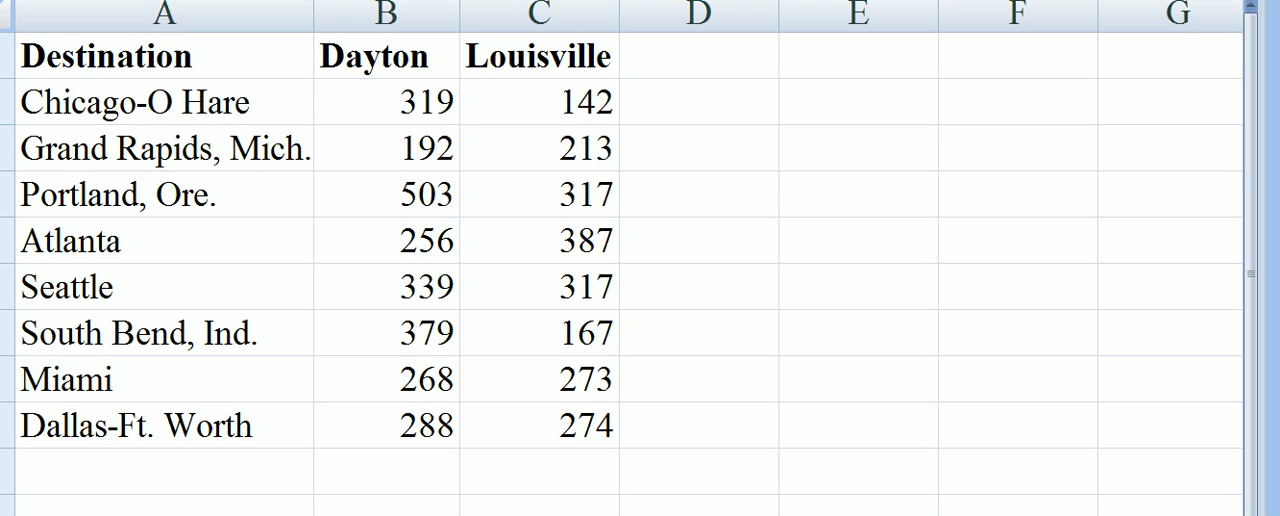 A B C D E F G
Destination Dayton Louisville
Chicago-O Hare 319 142
Grand Rapids, Mich. 192 213
Portland, Ore. 503 317
Atlanta 256 387
Seattle 339 317
South Bend, Ind. 379 167
Miami 268 273
Dallas-Ft. Worth 288 274